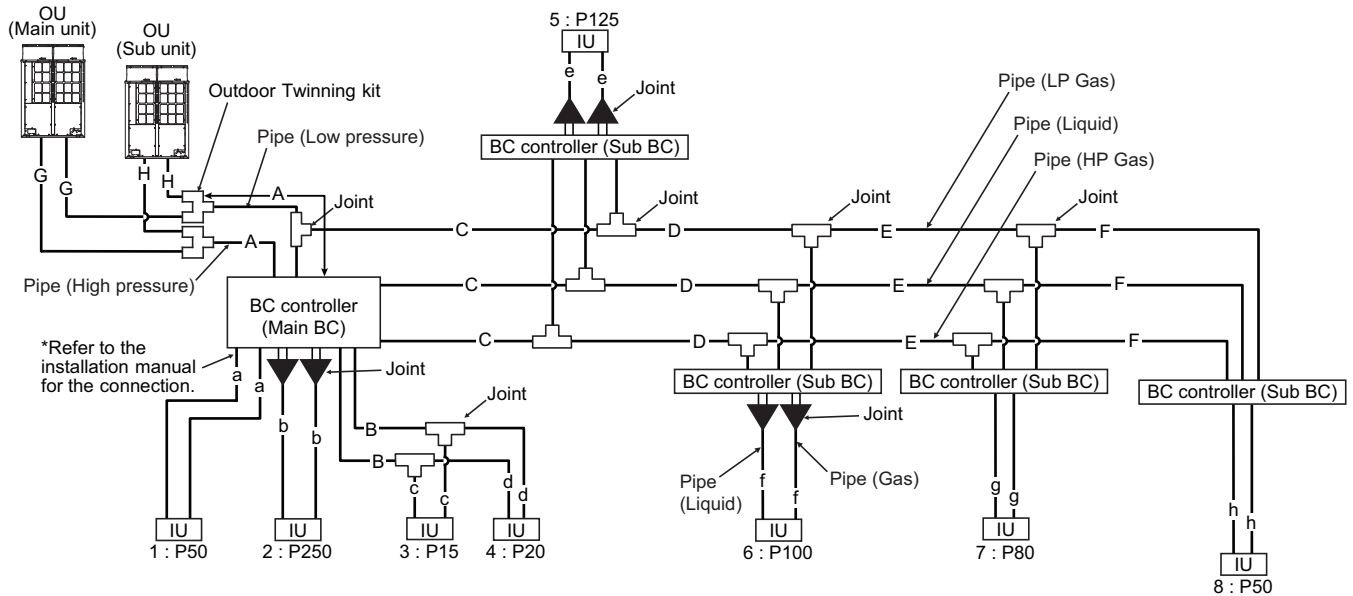 OU
(Main unit)
OU
(Sub unit)
5 : P125
IU
Outdoor Twinning kit
e
e
Joint
Pipe (LP Gas)
Pipe (Low pressure)
BC controller (Sub BC)
Pipe (Liquid)
Pipe (HP Gas)
G
G
H
H
A
Joint
Joint
Joint
Joint
C
D
E
F
A
Pipe (High pressure)
BC controller
(Main BC)
C
D
E
F
C
D
E
F
*Refer to the
installation manual
for the connection.
a
a
Joint
BC controller (Sub BC)
BC controller (Sub BC)
BC controller (Sub BC)
Joint
Joint
b
b
B
B
c
c
d
d
Pipe
(Liquid)
f
f
Pipe (Gas)
g
g
h
h
IU
1 : P50
IU
2 : P250
IU
3 : P15
IU
4 : P20
IU
6 : P100
IU
7 : P80
IU
8 : P50